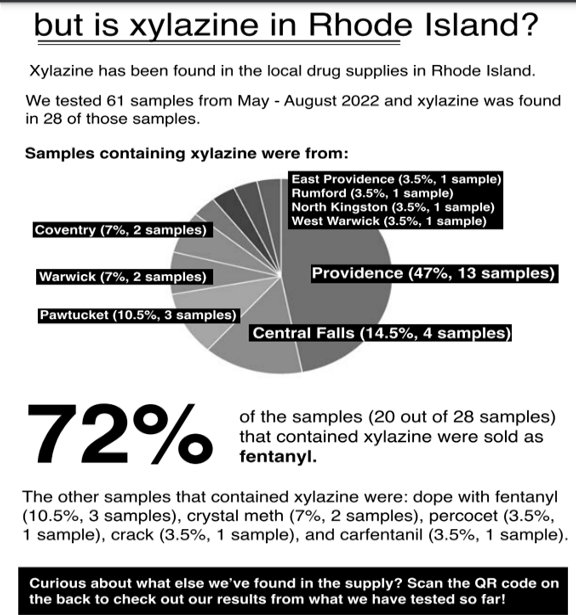 but is xylazine in Rhode Island?
Xylazine has been found in the local drug supplies in Rhode Island.
We tested 61 samples from May - August 2022 and xylazine was found
in 28 of those samples.
Samples containing xylazine were from:
East Providence (3.5%, 1 sample)
Rumford (3.5%, 1 sample)
North Kingston (3.5%, 1 sample)
West Warwick (3.5%, 1 sample)
Coventry (7%, 2 samples)
Providence (47%, 13 samples)
Warwick (7%, 2 samples)
Pawtucket (10.5%, 3 samples)
Central Falls (14.5%, 4 samples)
72%
of the samples (20 out of 28 samples)
that contained xylazine were sold as
fentanyl.
The other samples that contained xylazine were: dope with fentanyl
(10.5%, 3 samples), crystal meth (7%, 2 samples), percocet (3.5%,
1 sample), crack (3.5%, 1 sample), and carfentanil (3.5%, 1 sample).
Curious about what else we've found in the supply? Scan the QR code on
the back to check out our results from what we have tested so far!